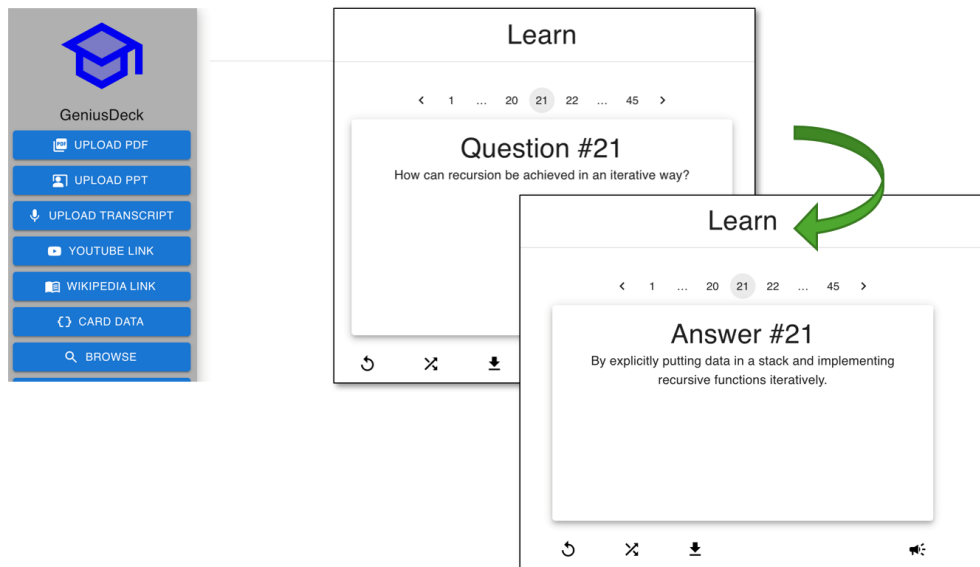 GeniusDeck
PDF UPLOAD PDF
UPLOAD PPT
UPLOAD TRANSCRIPT
YOUTUBE LINK
WIKIPEDIA LINK
{} CARD DATA
BROWSE
Learn
< 1 ... 20 21 22 ... 45 >
Question #21
How can recursion be achieved in an iterative way?
Learn
< 1 ... 20 21 22 ... 45 >
Answer #21
By explicitly putting data in a stack and implementing
recursive functions iteratively.